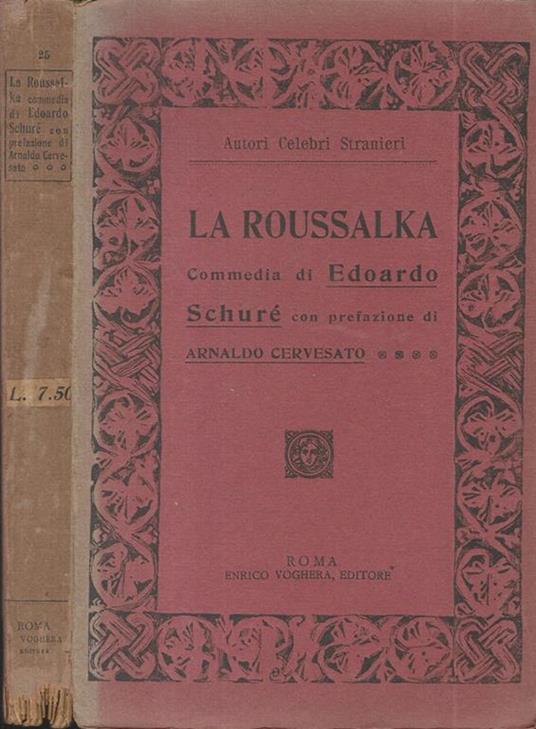 25
La Roussal-
ka commedia
di Edoardo
Schuré con
prefazione di
Arnaldo Cerve-
sato
L. 7.50
ROMA
VOGHERA
EDITORE
Autori Celebri Stranieri
LA ROUSSALKA
Commedia di Edoardo
Schuré con prefazione di
ARNALDO CERVESATO
ROMA
ENRICO VOGHERA, EDITORE